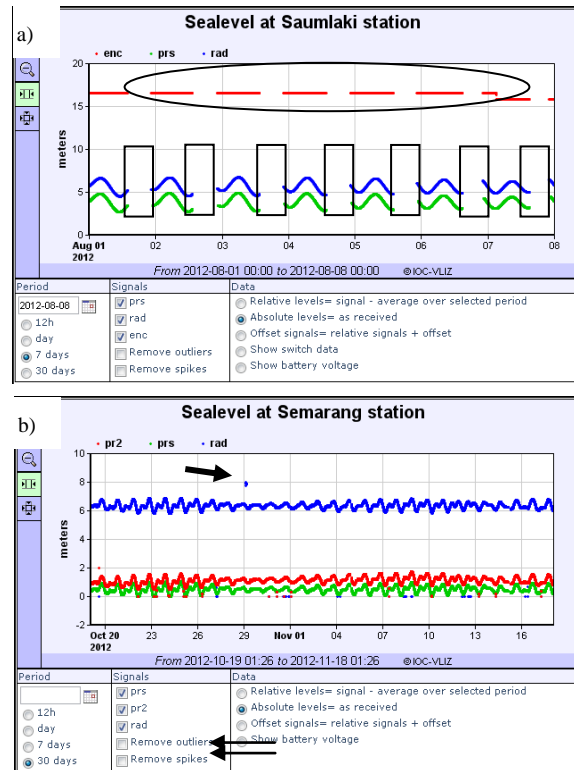 a)
Sealevel at Saumlaki station
enc prs rad
20
15
10
5
0
meters
Aug 01 02 03 04 05 06 07 08
2012
From 2012-08-01 00:00 to 2012-08-08 00:00 ©IOC-VLIZ
Period Signals Data
2012-08-08 prs Relative levels= signal - average over selected period
12h rad Absolute levels= as received
day enc Offset signals= relative signals + offset
7 days Remove outliers Show switch data
30 days Remove spikes Show battery voltage
b)
Sealevel at Semarang station
pr2 prs rad
10
8
6
4
2
0
-2
meters
Oct 20 23 26 29 Nov 01 04 07 10 13 16
2012
From 2012-10-19 01:26 to 2012-11-18 01:26 ©IOC-VLIZ
Period Signals Data
prs Relative levels= signal - average over selected period
12h pr2 Absolute levels= as received
day rad Offset signals= relative signals + offset
7 days Remove outliers Show battery voltage
30 days Remove spikes